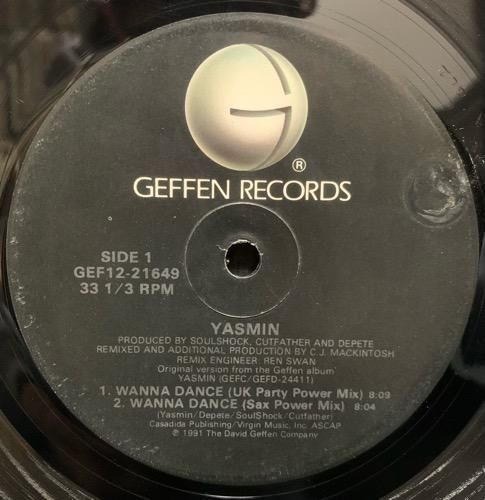 ®
GEFFEN RECORDS
SIDE 1
GEF12-21649
33 1/3 RPM
YASMIN
PRODUCED BY SOULSHOCK, CUTFATHER AND DEPETE
REMIXED AND ADDITIONAL PRODUCTION BY C.J. MACKINTOSH
REMIX ENGINEER: REN SWAN
Original version from the Geffen album
YASMIN (GEFC/GEFD-24411)
1. WANNA DANCE (UK Party Power Mix) 8:09
2. WANNA DANCE (Sax Power Mix) 8:04
(Yasmin/Depete/SoulShock/Cutfather)
Casadida Publishing/Virgin Music, Inc. ASCAP
℗ 1991 The David Geffen Company